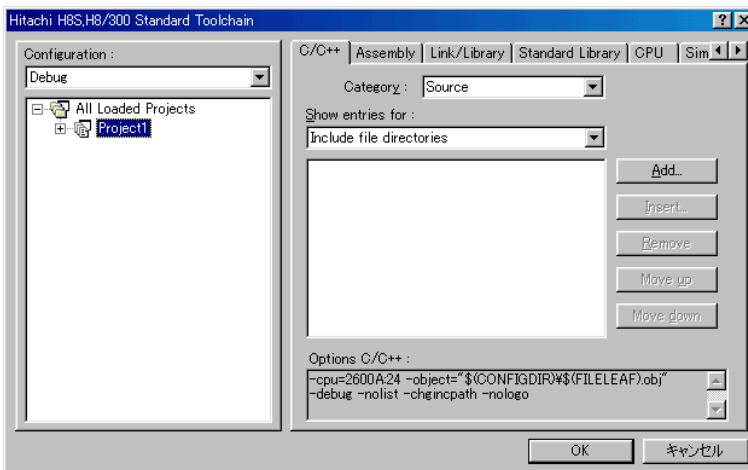 Hitachi H8S,H8/300 Standard Toolchain
Configuration :
Debug
All Loaded Projects
Project1
C/C++
Assembly
Link/Library
Standard Library
CPU
Sim
Category :
Source
Show entries for :
Include file directories
Add...
Insert...
Remove
Move up
Move down
Options C/C++ :
-cpu=2600A:24 -object="$(CONFIGDIR)¥$(FILELEAF).obj"
-debug -nolist -chgincpath -nologo
OK
キャンセル